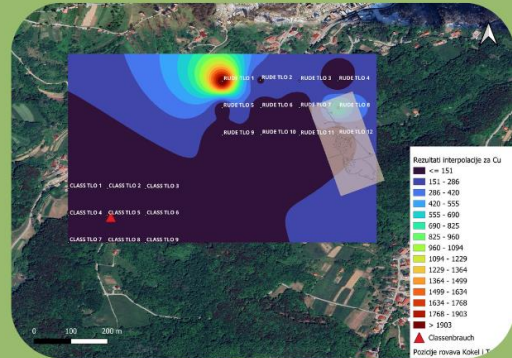 RUDE TLO 1
RUDE TLO 2
RUDE TLO 3
RUDE TLO 4
RUDE TLO 5
RUDE TLO 6
RUDE TLO 7
RUDE TLO 8
RUDE TLO 9
RUDE TLO 10
RUDE TLO 11
RUDE TLO 12
CLASS TLO 1
CLASS TLO 2
CLASS TLO 3
CLASS TLO 4
CLASS TLO 5
CLASS TLO 6
CLASS TLO 7
CLASS TLO 8
CLASS TLO 9
Rezultati interpolacije za Cu
<= 151
151 - 286
286 - 420
420 - 555
555 - 690
690 - 825
825 - 960
960 - 1094
1094 - 1229
1229 - 1364
1364 - 1499
1499 - 1634
1634 - 1768
1768 - 1903
> 1903
Classenbrauch
Pozicije rovava Kokel i T
0 100 200 m